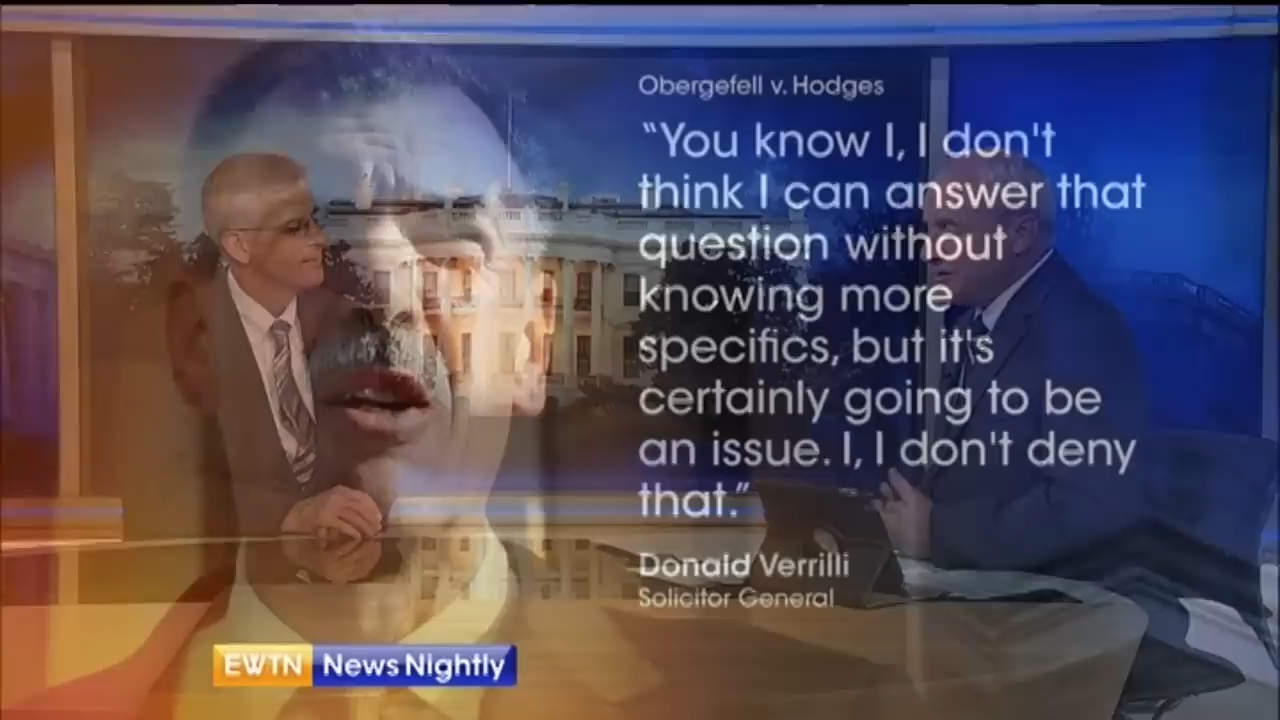 Obergefell v. Hodges
“You know I, I don't
think I can answer that
question without
knowing more
specifics, but it's
certainly going to be
an issue. I, I don't deny
that.”
Donald Verrilli
Solicitor General
EWTN News Nightly